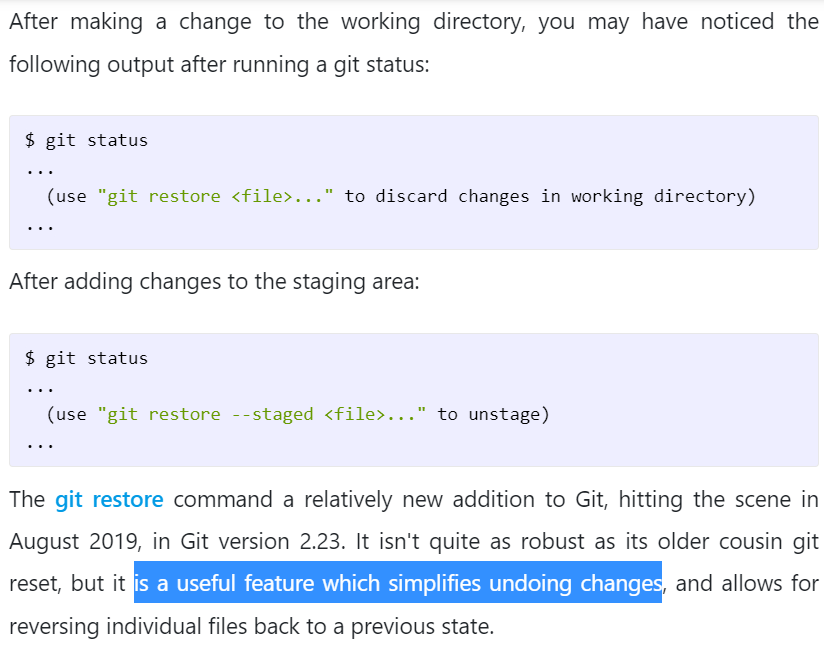 After making a change to the working directory, you may have noticed the
following output after running a git status:
$ git status
...
(use "git restore <file>..." to discard changes in working directory)
...
After adding changes to the staging area:
$ git status
...
(use "git restore --staged <file>..." to unstage)
...
The git restore command a relatively new addition to Git, hitting the scene in
August 2019, in Git version 2.23. It isn't quite as robust as its older cousin git
reset, but it is a useful feature which simplifies undoing changes, and allows for
reversing individual files back to a previous state.